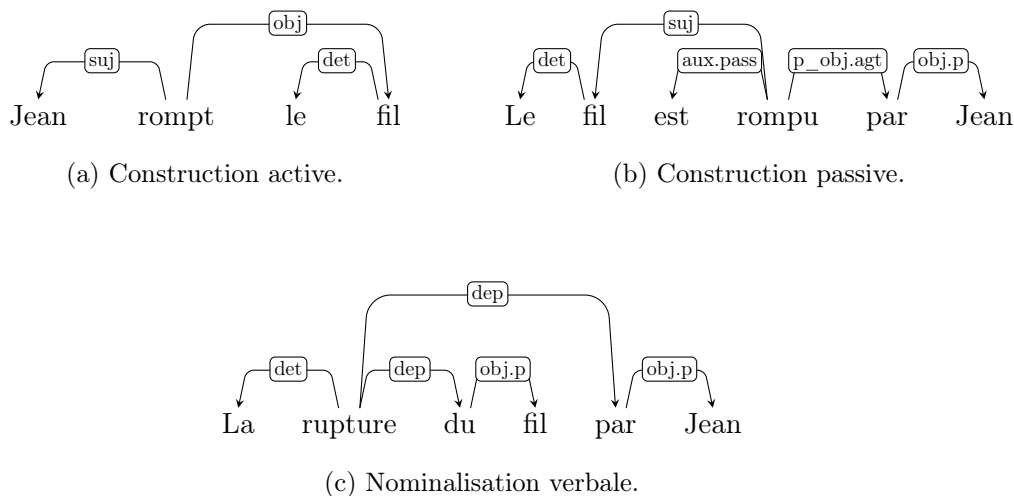 obj
suj
det
Jean rompt le fil
(a) Construction active.
suj
det
aux.pass
p_obj.agt
obj.p
Le fil est rompu par Jean
(b) Construction passive.
dep
det
dep
obj.p
obj.p
La rupture du fil par Jean
(c) Nominalisation verbale.